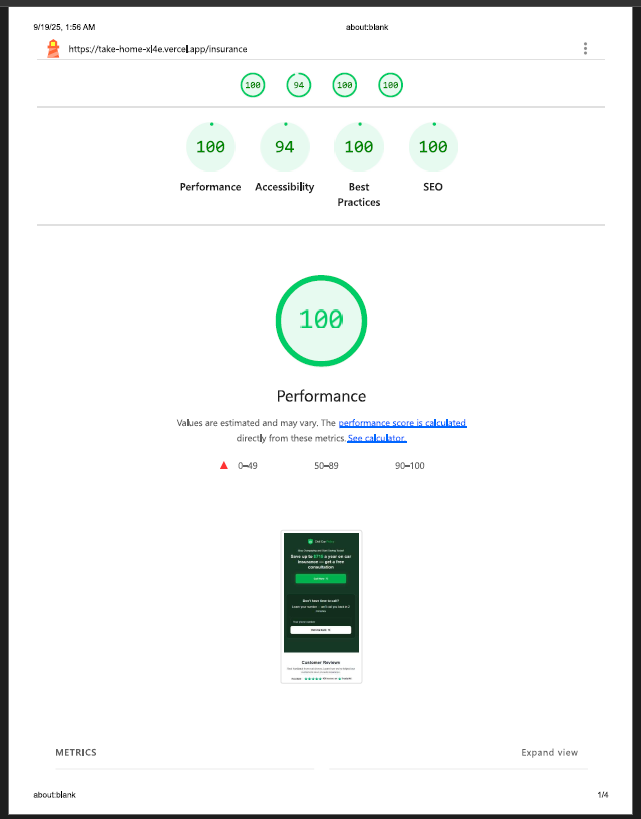 9/19/25, 1:56 AM about:blank
https://take-home-xl4e.vercel.app/insurance
100 94 100 100
100 94 100 100
Performance Accessibility Best Practices SEO
100
Performance
Values are estimated and may vary. The performance score is calculated
directly from these metrics. See calculator.
0–49 50–89 90–100
Save up to £716 a year on car
insurance — get a free
consultation
Don't have time to call?
Customer Reviews
METRICS Expand view
about:blank 1/4